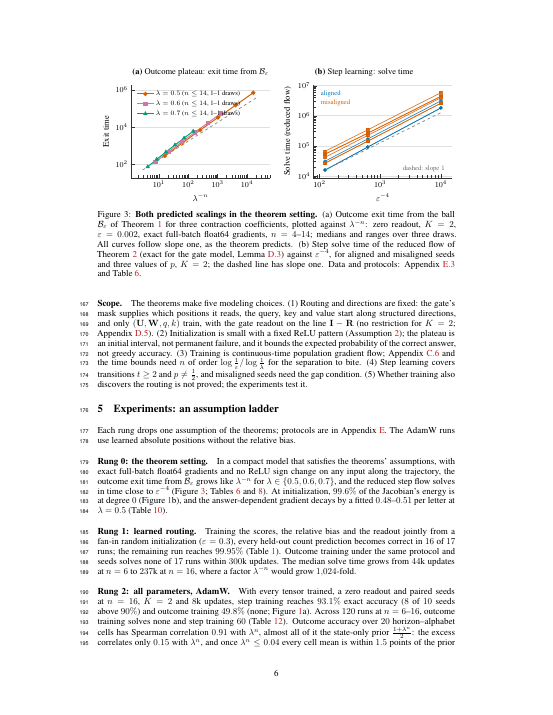 (a) Outcome plateau: exit time from Bε
(b) Step learning: solve time
λ = 0.5 (n ≤ 14, 1–1 draws)
λ = 0.6 (n ≤ 14, 1–1 draws)
λ = 0.7 (n ≤ 14, 1–1 draws)
Exit time
10⁶
10⁴
10²
10¹ 10² 10³ 10⁴
λ⁻ⁿ
Solve time (reduced flow)
10⁷
10⁶
10⁵
10⁴
aligned
misaligned
dashed: slope 1
10² 10³ 10⁴
ε⁻⁴
Figure 3: Both predicted scalings in the theorem setting. (a) Outcome exit time from the ball
Bε of Theorem 1 for three contraction coefficients, plotted against λ⁻ⁿ: zero readout, K = 2,
ε = 0.002, exact full-batch float64 gradients, n = 4–14; medians and ranges over three draws.
All curves follow slope one, as the theorem predicts. (b) Step solve time of the reduced flow of
Theorem 2 (exact for the gate model, Lemma D.3) against ε⁻⁴, for aligned and misaligned seeds
and three values of p, K = 2; the dashed line has slope one. Data and protocols: Appendix E.3
and Table 6.
167 Scope. The theorems make five modeling choices. (1) Routing and directions are fixed: the gate's
168 mask supplies which positions it reads, the query, key and value start along structured directions,
169 and only (U, W, q, k) train, with the gate readout on the line I − R (no restriction for K = 2;
170 Appendix D.5). (2) Initialization is small with a fixed ReLU pattern (Assumption 2); the plateau is
171 an initial interval, not permanent failure, and it bounds the expected probability of the correct answer,
172 not greedy accuracy. (3) Training is continuous-time population gradient flow; Appendix C.6 and
173 the time bounds need n of order log 1/ε / log 1/λ for the separation to bite. (4) Step learning covers
174 transitions t ≥ 2 and p ≠ 1/2, and misaligned seeds need the gap condition. (5) Whether training also
175 discovers the routing is not proved; the experiments test it.
176 5 Experiments: an assumption ladder
177 Each rung drops one assumption of the theorems; protocols are in Appendix E. The AdamW runs
178 use learned absolute positions without the relative bias.
179 Rung 0: the theorem setting. In a compact model that satisfies the theorems' assumptions, with
180 exact full-batch float64 gradients and no ReLU sign change on any input along the trajectory, the
181 outcome exit time from Bε grows like λ⁻ⁿ for λ ∈ {0.5, 0.6, 0.7}, and the reduced step flow solves
182 in time close to ε⁻⁴ (Figure 3; Tables 6 and 8). At initialization, 99.6% of the Jacobian's energy is
183 at degree 0 (Figure 1b), and the answer-dependent gradient decays by a fitted 0.48–0.51 per letter at
184 λ = 0.5 (Table 10).
185 Rung 1: learned routing. Training the scores, the relative bias and the readout jointly from a
186 fan-in random initialization (ε = 0.3), every held-out count prediction becomes correct in 16 of 17
187 runs; the remaining run reaches 99.95% (Table 1). Outcome training under the same protocol and
188 seeds solves none of 17 runs within 300k updates. The median solve time grows from 44k updates
189 at n = 6 to 237k at n = 16, where a factor λ⁻ⁿ would grow 1,024-fold.
190 Rung 2: all parameters, AdamW. With every tensor trained, a zero readout and paired seeds
191 at n = 16, K = 2 and 8k updates, step training reaches 93.1% exact accuracy (8 of 10 seeds
192 above 90%) and outcome training 49.8% (none; Figure 1a). Across 120 runs at n = 6–16, outcome
193 training solves none and step training 60 (Table 12). Outcome accuracy over 20 horizon–alphabet
194 cells has Spearman correlation 0.91 with λⁿ, almost all of it the state-only prior (1+λⁿ)/2: the excess
195 correlates only 0.15 with λⁿ, and once λⁿ ≤ 0.04 every cell mean is within 1.5 points of the prior
6